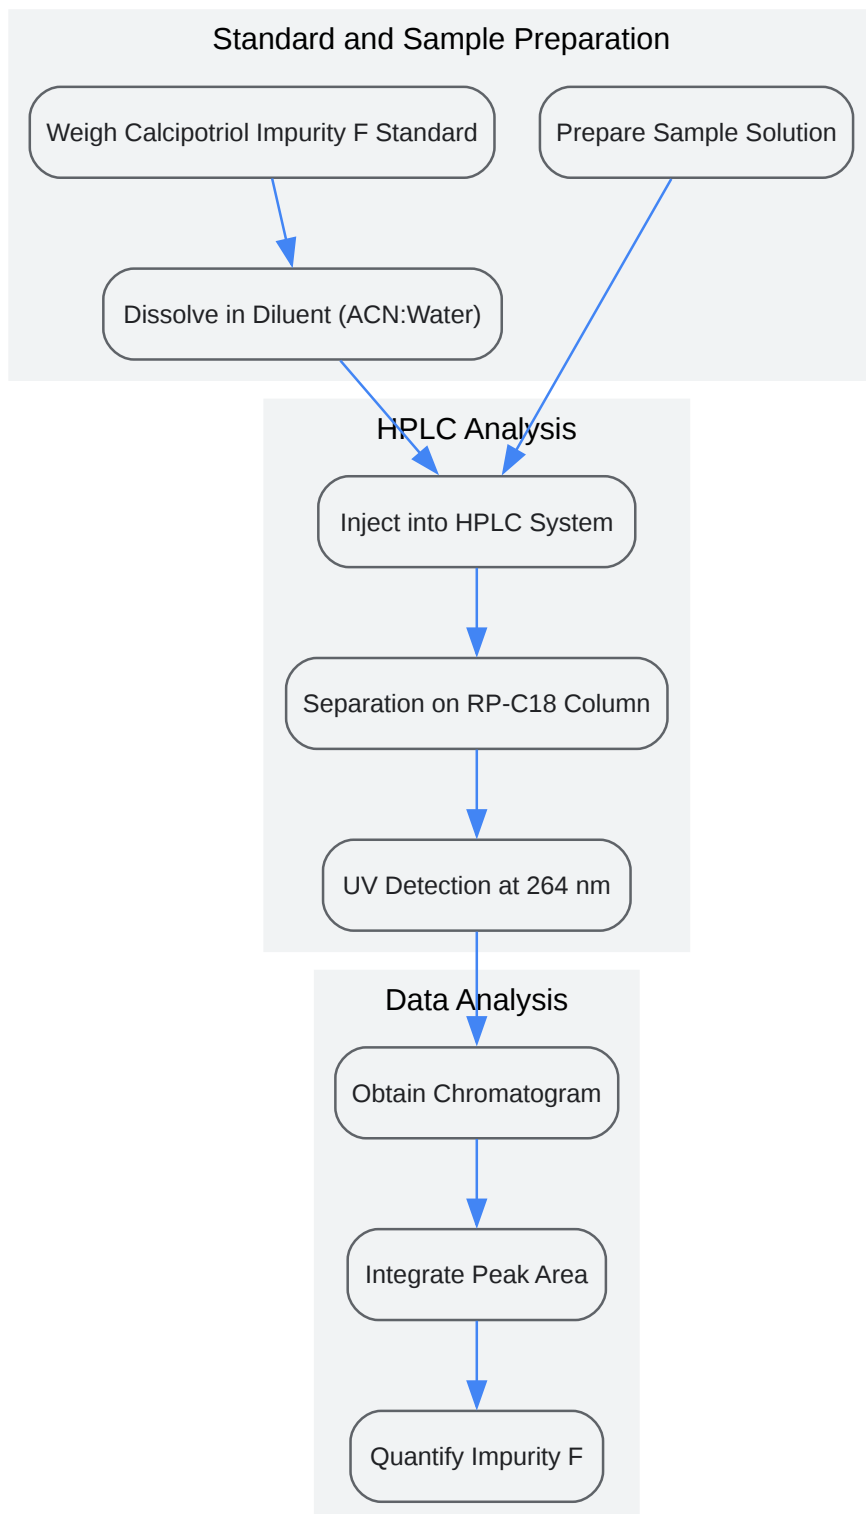 Standard and Sample Preparation
Weigh Calcipotriol Impurity F Standard
Prepare Sample Solution
Dissolve in Diluent (ACN:Water)
HPLC Analysis
Inject into HPLC System
Separation on RP-C18 Column
UV Detection at 264 nm
Data Analysis
Obtain Chromatogram
Integrate Peak Area
Quantify Impurity F